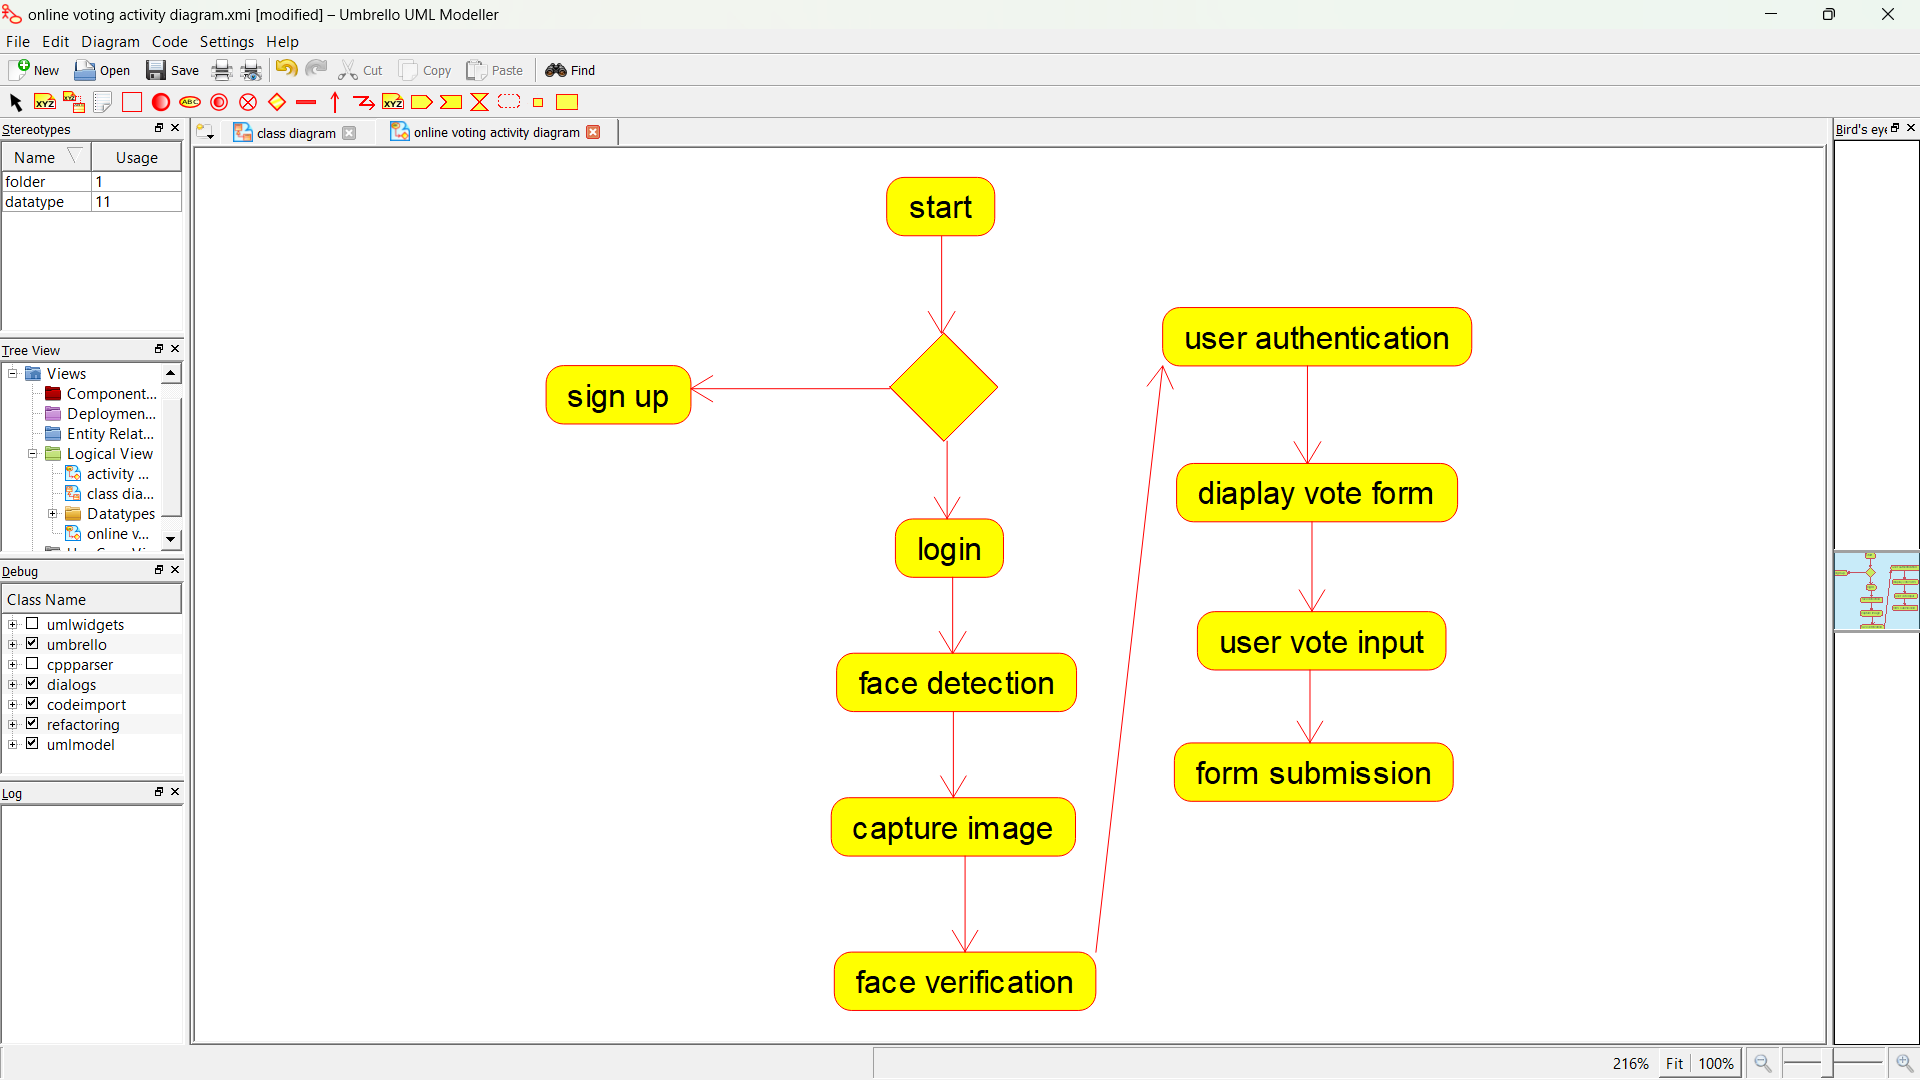 online voting activity diagram.xmi [modified] – Umbrello UML Modeller
File Edit Diagram Code Settings Help
New Open Save Cut Copy Paste Find
XYZ XYZ ABC XYZ
Stereotypes
Name Usage
folder 1
datatype 11
Tree View
Views
Component...
Deploymen...
Entity Relat...
Logical View
activity ...
class dia...
Datatypes
online v...
Debug
Class Name
umlwidgets
umbrello
cppparser
dialogs
codeimport
refactoring
umlmodel
Log
class diagram
online voting activity diagram
start
sign up
login
face detection
capture image
face verification
user authentication
diaplay vote form
user vote input
form submission
Bird's eye
216% Fit 100%